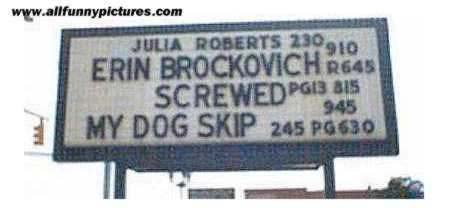 www.allfunnypictures.com
JULIA ROBERTS 230 910
ERIN BROCKOVICH R645
SCREWED PG13 815
945
MY DOG SKIP 245 PG630